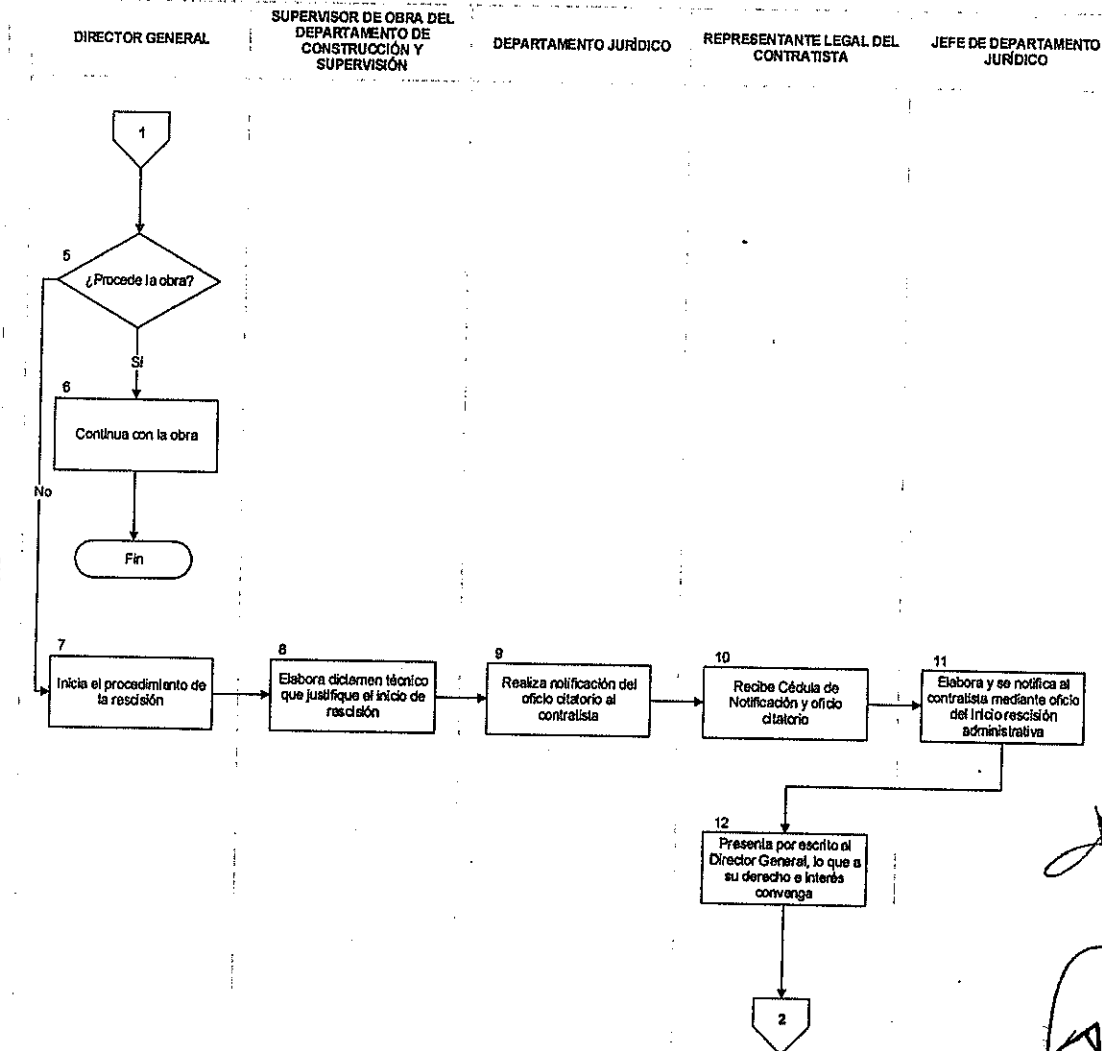 DIRECTOR GENERAL
SUPERVISOR DE OBRA DEL
DEPARTAMENTO DE
CONSTRUCCIÓN Y
SUPERVISIÓN
DEPARTAMENTO JURÍDICO
REPRESENTANTE LEGAL DEL
CONTRATISTA
JEFE DE DEPARTAMENTO
JURÍDICO
1
5
¿Procede la obra?
Sí
6
Continua con la obra
No
Fin
7
Inicia el procedimiento de
la rescisión
8
Elabora dictamen técnico
que justifique el inicio de
rescisión
9
Realiza notificación del
oficio citatorio al
contratista
10
Recibe Cédula de
Notificación y oficio
citatorio
11
Elabora y se notifica al
contratista mediante oficio
del inicio rescisión
administrativa
12
Presenta por escrito al
Director General, lo que a
su derecho e interés
convenga
2